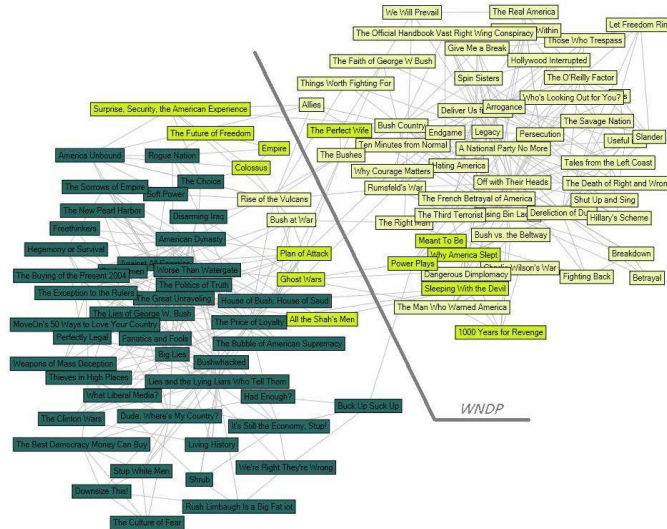 We Will Prevail
The Real America
Let Freedom Rin
The Official Handbook Vast Right Wing Conspiracy
Within
Those Who Trespass
Give Me a Break
The Faith of George W Bush
Hollywood Interrupted
Spin Sisters
The O'Reilly Factor
Things Worth Fighting For
Who's Looking Out for You?
Allies
Deliver Us f
Arrogance
Surprise, Security, the American Experience
The Savage Nation
Bush Country
The Future of Freedom
The Perfect Wife
Endgame
Legacy
Persecution
Useful
Slander
Ten Minutes from Normal
A National Party No More
Empire
The Bushes
America Unbound
Rogue Nation
Tales from the Left Coast
Colossus
Why Courage Matters
Hating America
The Choice
Off with Their Heads
The Death of Right and Wron
The Sorrows of Empire
Soft Power
Rise of the Vulcans
Rumsfeld's War
The French Betrayal of America
Shut Up and Sing
The New Pearl Harbor
Disarming Iraq
Bush at War
The Right Man
The Third Terrorist
sing Bin Lad
Dereliction of Du
Hillary's Scheme
Freethinkers
American Dynasty
Bush vs. the Beltway
Hegemony or Survival
Meant To Be
Plan of Attack
Why America Slept
Breakdown
Worse Than Watergate
Power Plays
Wilson's War
The Buying of the Present 2004
The Politics of Truth
Ghost Wars
Dangerous Dimplomacy
Fighting Back
Betrayal
The Exception to the Rulers
The Great Unraveling
House of Bush, House of Saud
Sleeping With the Devil
The Lies of George W. Bush
The Price of Loyalty
All the Shah's Men
The Man Who Warned America
MoveOn's 50 Ways to Love Your Country
1000 Years for Revenge
Perfectly Legal
Fanatics and Fools
The Bubble of American Supremacy
Big Lies
Bushwhacked
Weapons of Mass Deception
Thieves in High Places
Lies and the Lying Liars Who Tell Them
What Liberal Media?
Had Enough?
Buck Up Suck Up
WNDP
The Clinton Wars
Dude, Where's My Country?
It's Still the Economy, Stup!
The Best Democracy Money Can Buy
Living History
Stup White Men
We're Right They're Wrong
Shrub
Downsize This!
Rush Limbaugh Is a Big Fat iot
The Culture of Fear